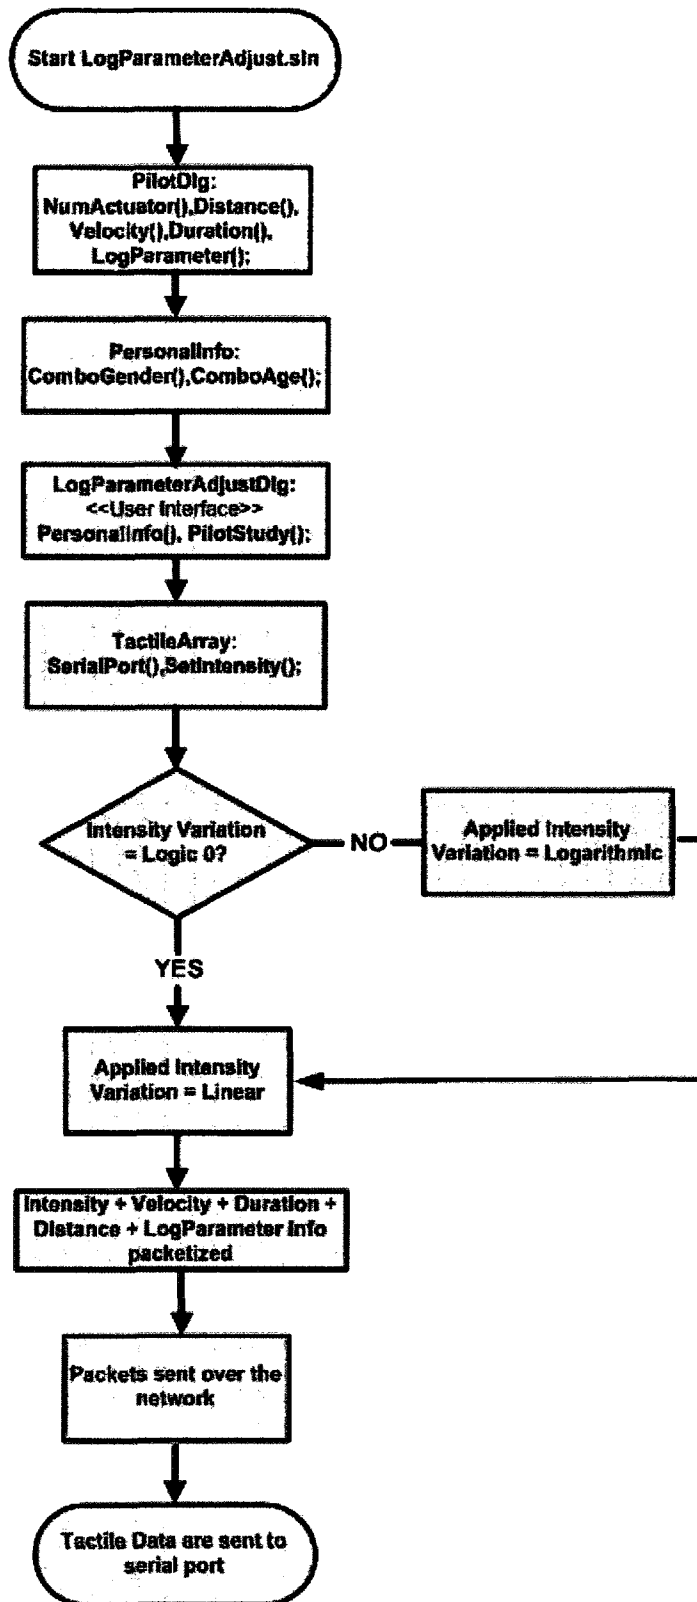 Start LogParameterAdjust.sln
PilotDlg:
NumActuator(),Distance(),
Velocity(),Duration(),
LogParameter();
PersonalInfo:
ComboGender(),ComboAge();
LogParameterAdjustDlg:
<<User Interface>>
PersonalInfo(), PilotStudy();
TactileArray:
SerialPort(),SetIntensity();
Intensity Variation
= Logic 0?
NO
Applied Intensity
Variation = Logarithmic
YES
Applied Intensity
Variation = Linear
Intensity + Velocity + Duration +
Distance + LogParameter info
packetized
Packets sent over the
network
Tactile Data are sent to
serial port